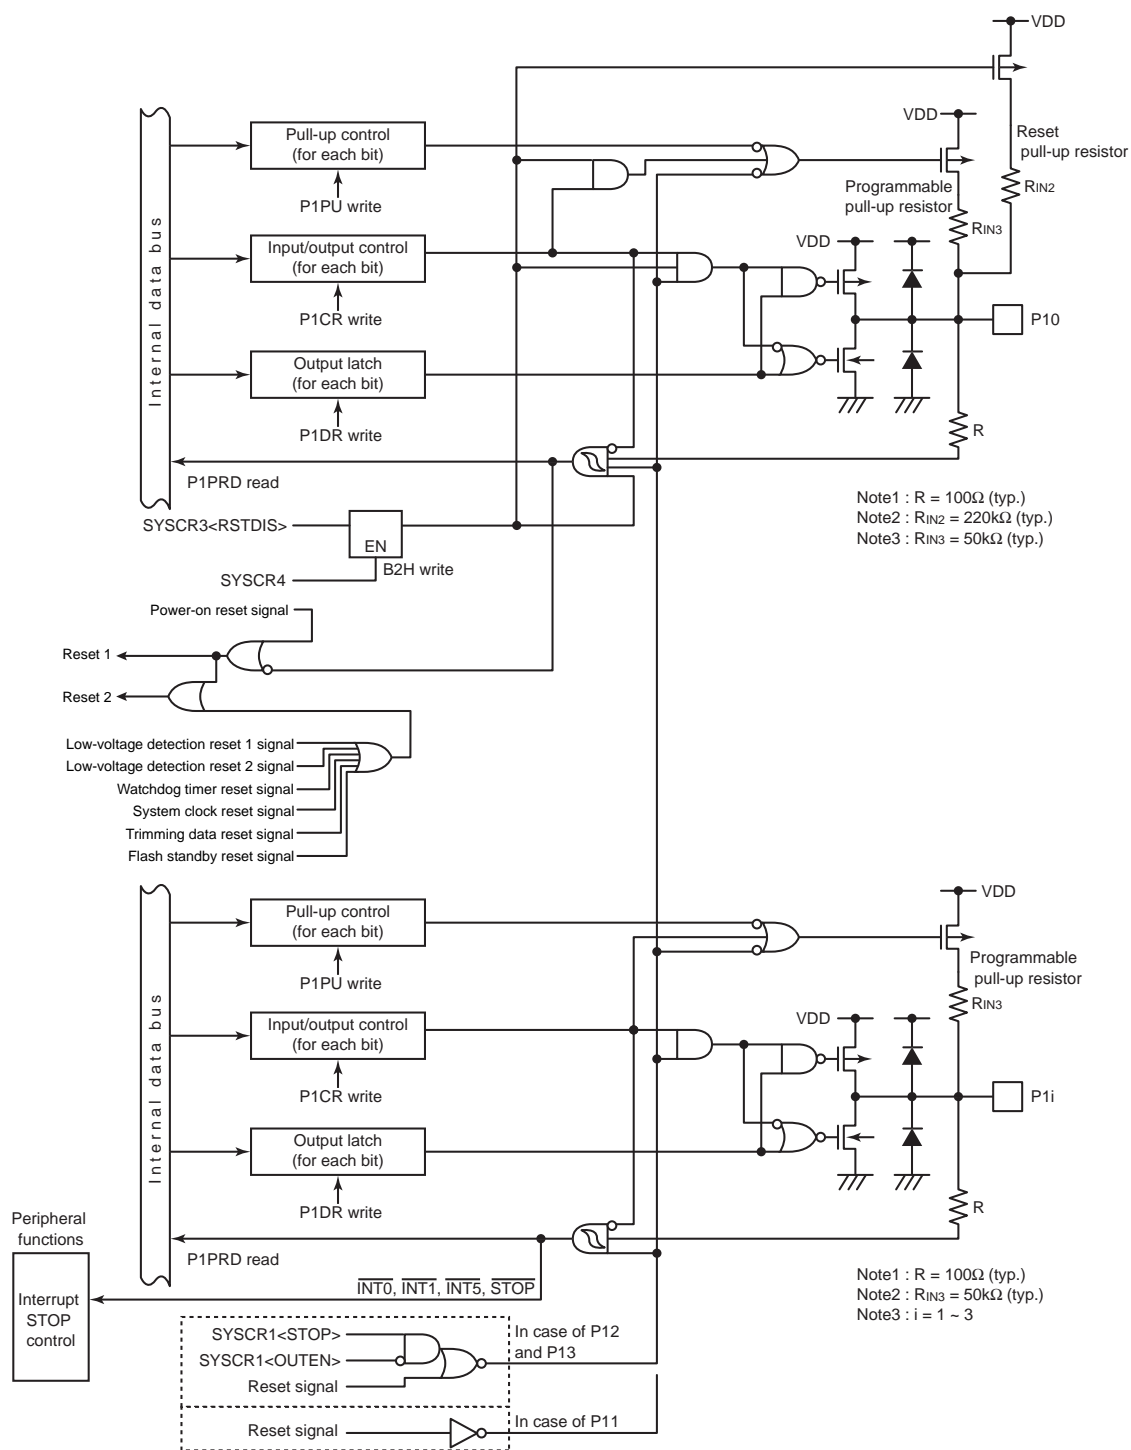 VDD
VDD
Reset
pull-up resistor
RIN2
Pull-up control
(for each bit)
P1PU write
Programmable
pull-up resistor
RIN3
Internal data bus
Input/output control
(for each bit)
P1CR write
VDD
P10
Output latch
(for each bit)
P1DR write
R
P1PRD read
Note1 : R = 100Ω (typ.)
Note2 : RIN2 = 220kΩ (typ.)
Note3 : RIN3 = 50kΩ (typ.)
SYSCR3<RSTDIS>
EN
B2H write
SYSCR4
Power-on reset signal
Reset 1
Reset 2
Low-voltage detection reset 1 signal
Low-voltage detection reset 2 signal
Watchdog timer reset signal
System clock reset signal
Trimming data reset signal
Flash standby reset signal
VDD
Pull-up control
(for each bit)
P1PU write
Programmable
pull-up resistor
RIN3
Internal data bus
Input/output control
(for each bit)
P1CR write
VDD
P1i
Output latch
(for each bit)
P1DR write
R
P1PRD read
Peripheral
functions
Interrupt
STOP
control
INT0, INT1, INT5, STOP
Note1 : R = 100Ω (typ.)
Note2 : RIN3 = 50kΩ (typ.)
Note3 : i = 1 ~ 3
SYSCR1<STOP>
SYSCR1<OUTEN>
Reset signal
In case of P12
and P13
Reset signal
In case of P11